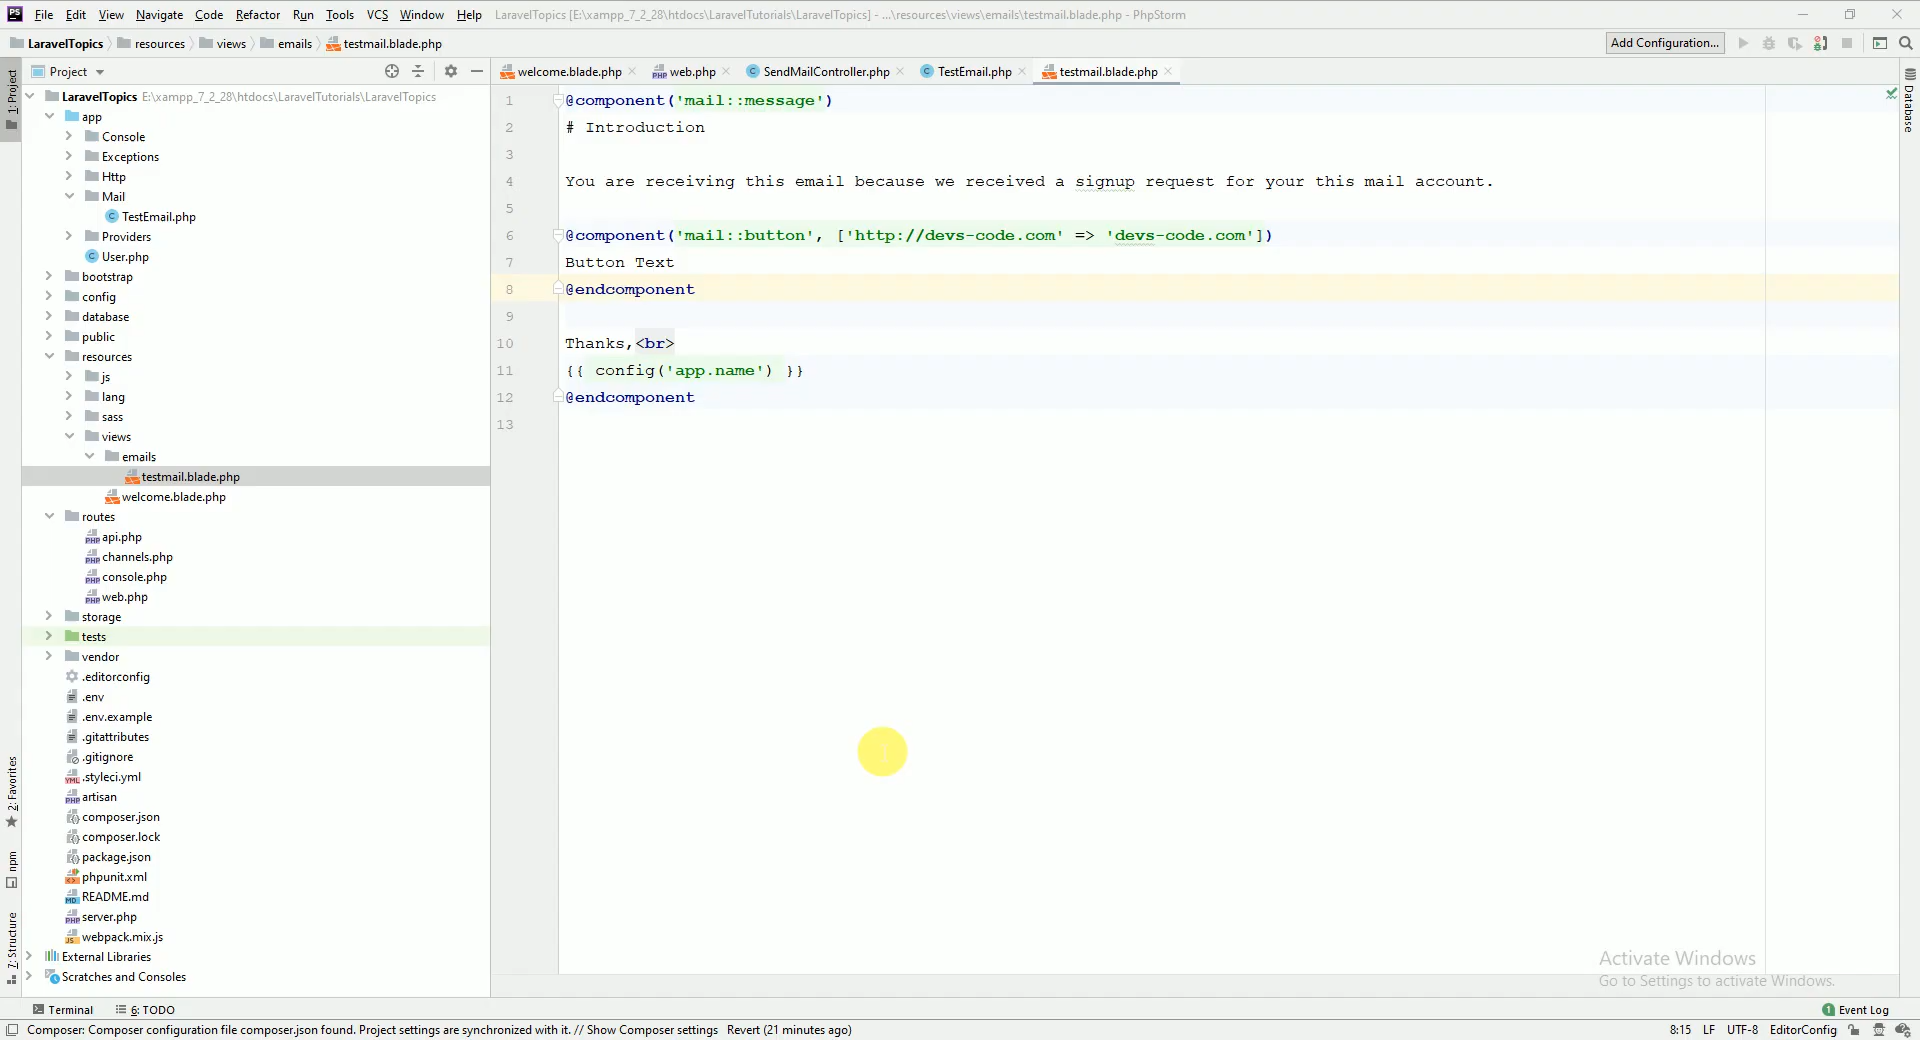 PS File Edit View Navigate Code Refactor Run Tools VCS Window Help LaravelTopics [E:\xampp_7_2_28\htdocs\LaravelTutorials\LaravelTopics] - ...\resources\views\emails\testmail.blade.php - PhpStorm
LaravelTopics resources views emails testmail.blade.php Add Configuration...
1: Project
Project
welcome.blade.php web.php SendMailController.php TestEmail.php testmail.blade.php
Database
LaravelTopics E:\xampp_7_2_28\htdocs\LaravelTutorials\LaravelTopics
app
Console
Exceptions
Http
Mail
TestEmail.php
Providers
User.php
bootstrap
config
database
public
resources
js
lang
sass
views
emails
testmail.blade.php
welcome.blade.php
routes
api.php
channels.php
console.php
web.php
storage
tests
vendor
.editorconfig
.env
.env.example
.gitattributes
.gitignore
.styleci.yml
artisan
composer.json
composer.lock
package.json
phpunit.xml
README.md
server.php
webpack.mix.js
External Libraries
Scratches and Consoles
1 @component('mail::message')
2 # Introduction
3
4 You are receiving this email because we received a signup request for your this mail account.
5
6 @component('mail::button', ['http://devs-code.com' => 'devs-code.com'])
7 Button Text
8 @endcomponent
9
10 Thanks,<br>
11 {{ config('app.name') }}
12 @endcomponent
13
2: Favorites
npm
7: Structure
Activate Windows
Go to Settings to activate Windows.
Terminal 6: TODO 1 Event Log
Composer: Composer configuration file composer.json found. Project settings are synchronized with it. // Show Composer settings Revert (21 minutes ago) 8:15 LF UTF-8 EditorConfig